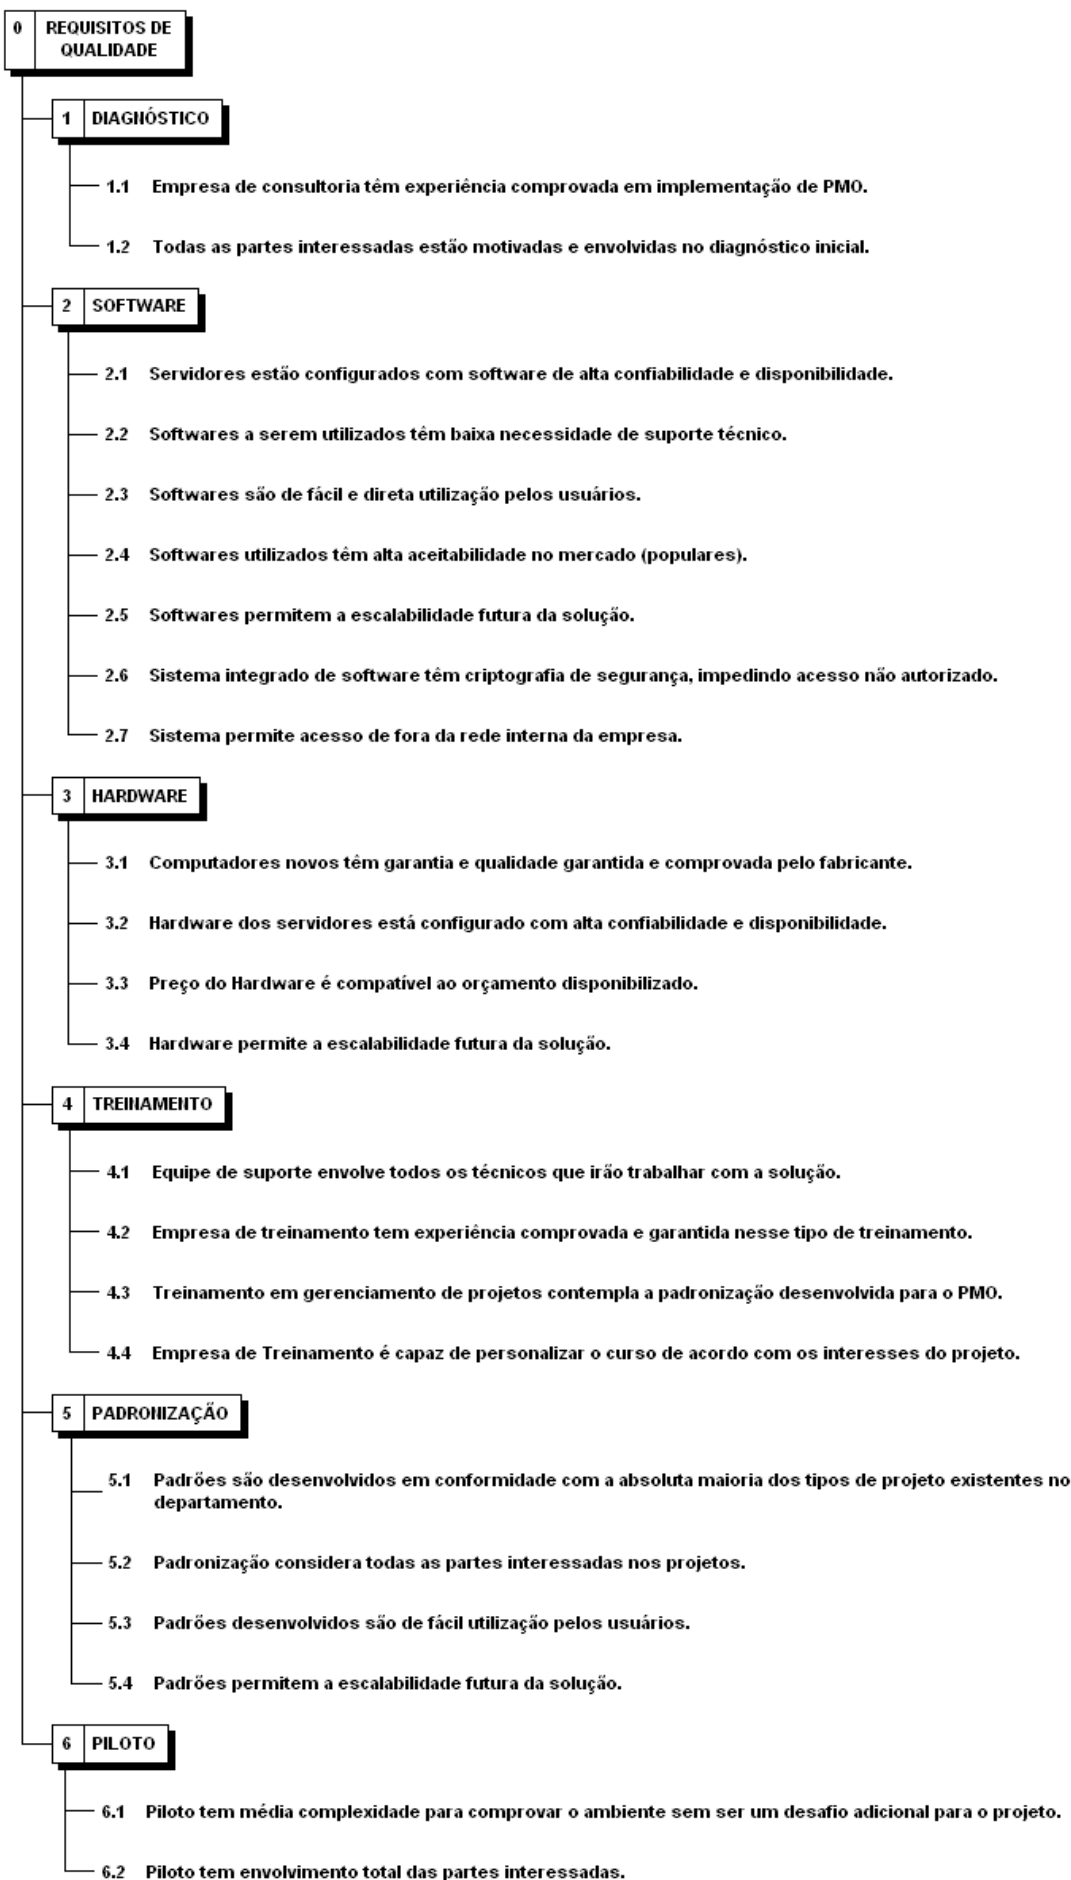 0 REQUISITOS DE
QUALIDADE
1 DIAGNÓSTICO
1.1 Empresa de consultoria têm experiência comprovada em implementação de PMO.
1.2 Todas as partes interessadas estão motivadas e envolvidas no diagnóstico inicial.
2 SOFTWARE
2.1 Servidores estão configurados com software de alta confiabilidade e disponibilidade.
2.2 Softwares a serem utilizados têm baixa necessidade de suporte técnico.
2.3 Softwares são de fácil e direta utilização pelos usuários.
2.4 Softwares utilizados têm alta aceitabilidade no mercado (populares).
2.5 Softwares permitem a escalabilidade futura da solução.
2.6 Sistema integrado de software têm criptografia de segurança, impedindo acesso não autorizado.
2.7 Sistema permite acesso de fora da rede interna da empresa.
3 HARDWARE
3.1 Computadores novos têm garantia e qualidade garantida e comprovada pelo fabricante.
3.2 Hardware dos servidores está configurado com alta confiabilidade e disponibilidade.
3.3 Preço do Hardware é compatível ao orçamento disponibilizado.
3.4 Hardware permite a escalabilidade futura da solução.
4 TREINAMENTO
4.1 Equipe de suporte envolve todos os técnicos que irão trabalhar com a solução.
4.2 Empresa de treinamento tem experiência comprovada e garantida nesse tipo de treinamento.
4.3 Treinamento em gerenciamento de projetos contempla a padronização desenvolvida para o PMO.
4.4 Empresa de Treinamento é capaz de personalizar o curso de acordo com os interesses do projeto.
5 PADRONIZAÇÃO
5.1 Padrões são desenvolvidos em conformidade com a absoluta maioria dos tipos de projeto existentes no
departamento.
5.2 Padronização considera todas as partes interessadas nos projetos.
5.3 Padrões desenvolvidos são de fácil utilização pelos usuários.
5.4 Padrões permitem a escalabilidade futura da solução.
6 PILOTO
6.1 Piloto tem média complexidade para comprovar o ambiente sem ser um desafio adicional para o projeto.
6.2 Piloto tem envolvimento total das partes interessadas.